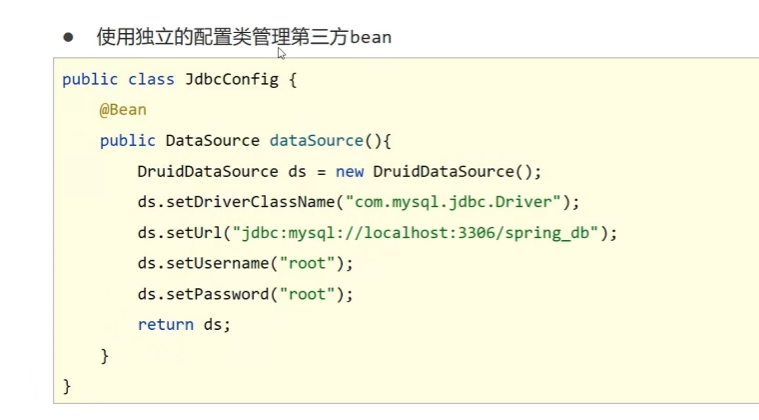 ● 使用独立的配置类管理第三方bean
public class JdbcConfig {
    @Bean
    public DataSource dataSource(){
        DruidDataSource ds = new DruidDataSource();
        ds.setDriverClassName("com.mysql.jdbc.Driver");
        ds.setUrl("jdbc:mysql://localhost:3306/spring_db");
        ds.setUsername("root");
        ds.setPassword("root");
        return ds;
    }
}